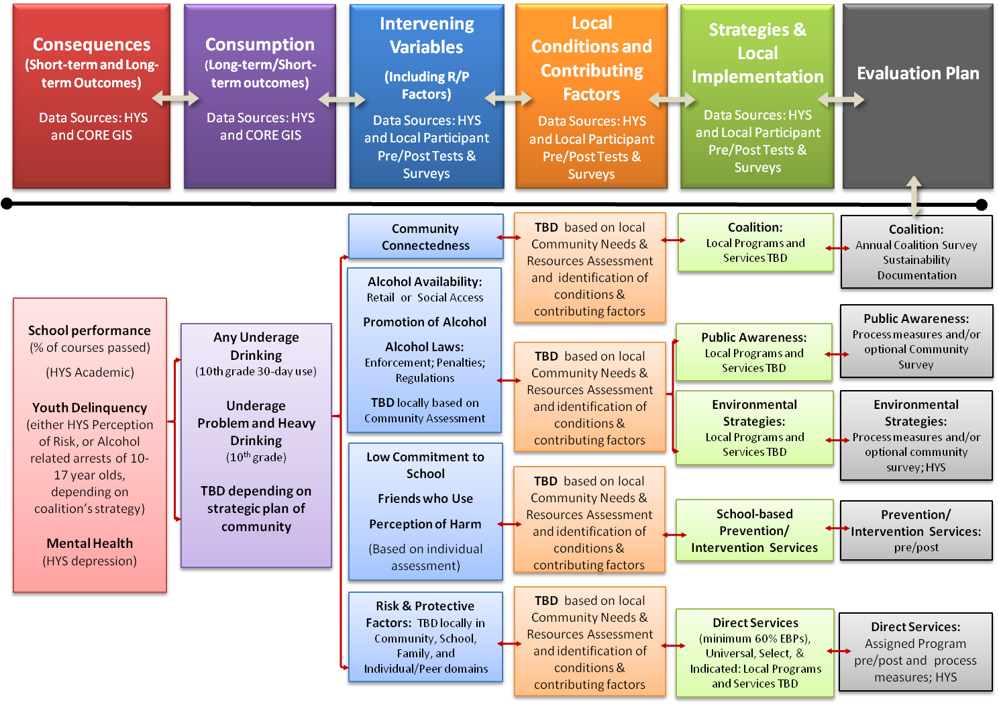 Consequences
(Short-term and Long-
term Outcomes)
Data Sources: HYS
and CORE GIS
Consumption
(Long-term/Short-
term outcomes)
Data Sources: HYS
and CORE GIS
Intervening
Variables
(Including R/P
Factors)
Data Sources: HYS
and Local Participant
Pre/Post Tests &
Surveys
Local
Conditions and
Contributing
Factors
Data Sources: HYS
and Local Participant
Pre/Post Tests &
Surveys
Strategies &
Local
Implementation
Data Sources: HYS
and Local Participant
Pre/Post Tests &
Surveys
Evaluation Plan
School performance
(% of courses passed)
(HYS Academic)
Youth Delinquency
(either HYS Perception
of Risk, or Alcohol
related arrests of 10-
17 year olds,
depending on
coalition's strategy)
Mental Health
(HYS depression)
Any Underage
Drinking
(10th grade 30-day use)
Underage
Problem and Heavy
Drinking
(10th grade)
TBD depending on
strategic plan of
community
Community
Connectedness
Alcohol Availability:
Retail or Social Access
Promotion of Alcohol
Alcohol Laws:
Enforcement; Penalties;
Regulations
TBD locally based on
Community Assessment
Low Commitment to
School
Friends who Use
Perception of Harm
(Based on individual
assessment)
Risk & Protective
Factors: TBD locally in
Community, School,
Family, and
Individual/Peer domains
TBD based on local
Community Needs &
Resources Assessment
and identification of
conditions &
contributing factors
TBD based on local
Community Needs &
Resources Assessment
and identification of
conditions &
contributing factors
TBD based on local
Community Needs &
Resources Assessment
and identification of
conditions &
contributing factors
TBD based on local
Community Needs &
Resources Assessment
and identification of
conditions &
contributing factors
Coalition:
Local Programs and
Services TBD
Public Awareness:
Local Programs and
Services TBD
Environmental
Strategies:
Local Programs and
Services TBD
School-based
Prevention/
Intervention Services
Direct Services
(minimum 60% EBPs),
Universal, Select, &
Indicated: Local Programs
and Services TBD
Coalition:
Annual Coalition Survey
Sustainability
Documentation
Public Awareness:
Process measures and/or
optional Community
Survey
Environmental
Strategies:
Process measures and/or
optional community
survey; HYS
Prevention/
Intervention Services:
pre/post
Direct Services:
Assigned Program
pre/post and process
measures; HYS